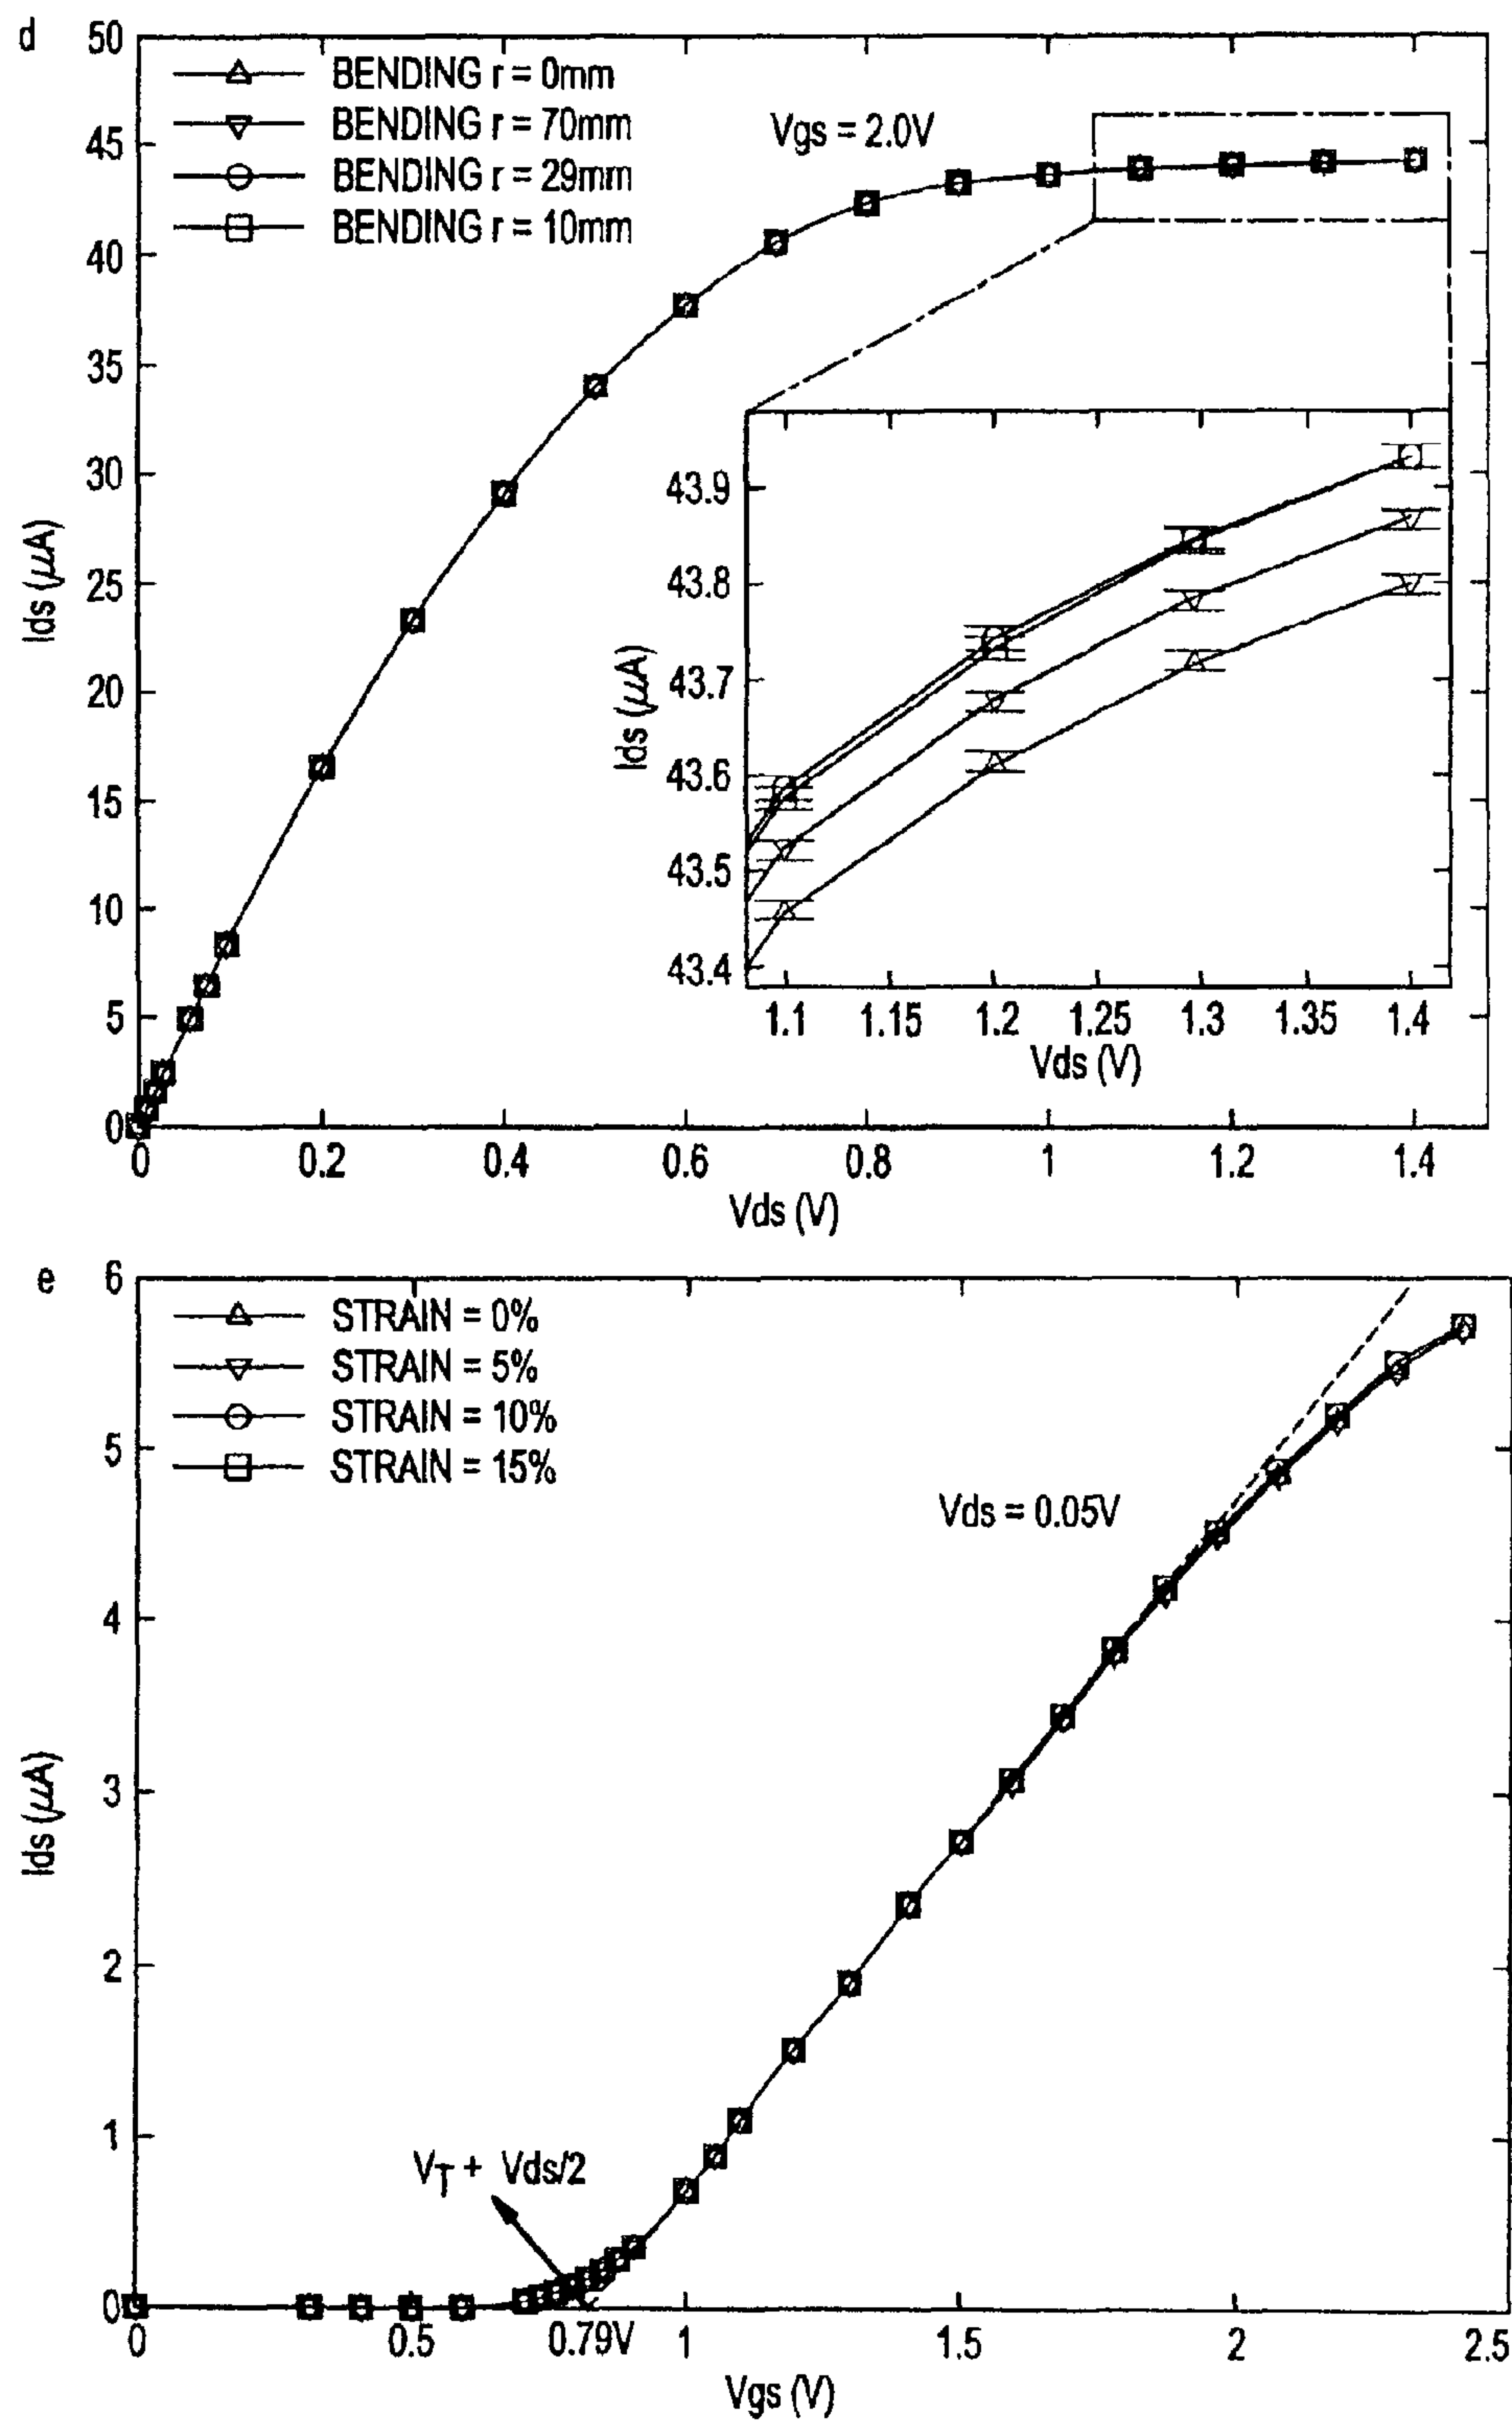 d
50
45
40
35
30
25
20
15
10
5
0
Ids (μA)
BENDING r = 0mm
BENDING r = 70mm
BENDING r = 29mm
BENDING r = 10mm
Vgs = 2.0V
43.9
43.8
43.7
43.6
43.5
43.4
Ids (μA)
1.1 1.15 1.2 1.25 1.3 1.35 1.4
Vds (V)
0 0.2 0.4 0.6 0.8 1 1.2 1.4
Vds (V)
e
6
5
4
3
2
1
0
Ids (μA)
STRAIN = 0%
STRAIN = 5%
STRAIN = 10%
STRAIN = 15%
Vds = 0.05V
VT + Vds/2
0 0.5 0.79V 1 1.5 2 2.5
Vgs (V)